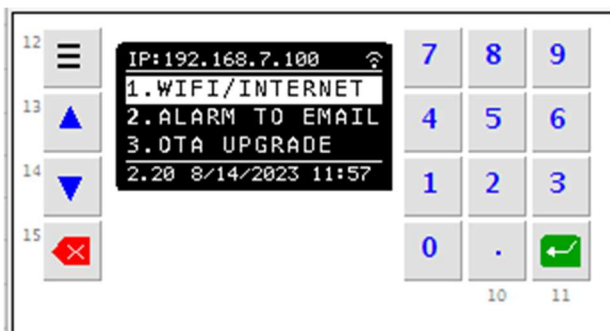 12
IP:192.168.7.100
7 8 9
1.WIFI/INTERNET
13
2.ALARM TO EMAIL
4 5 6
3.OTA UPGRADE
14
2.20 8/14/2023 11:57
1 2 3
15
0 .
10 11